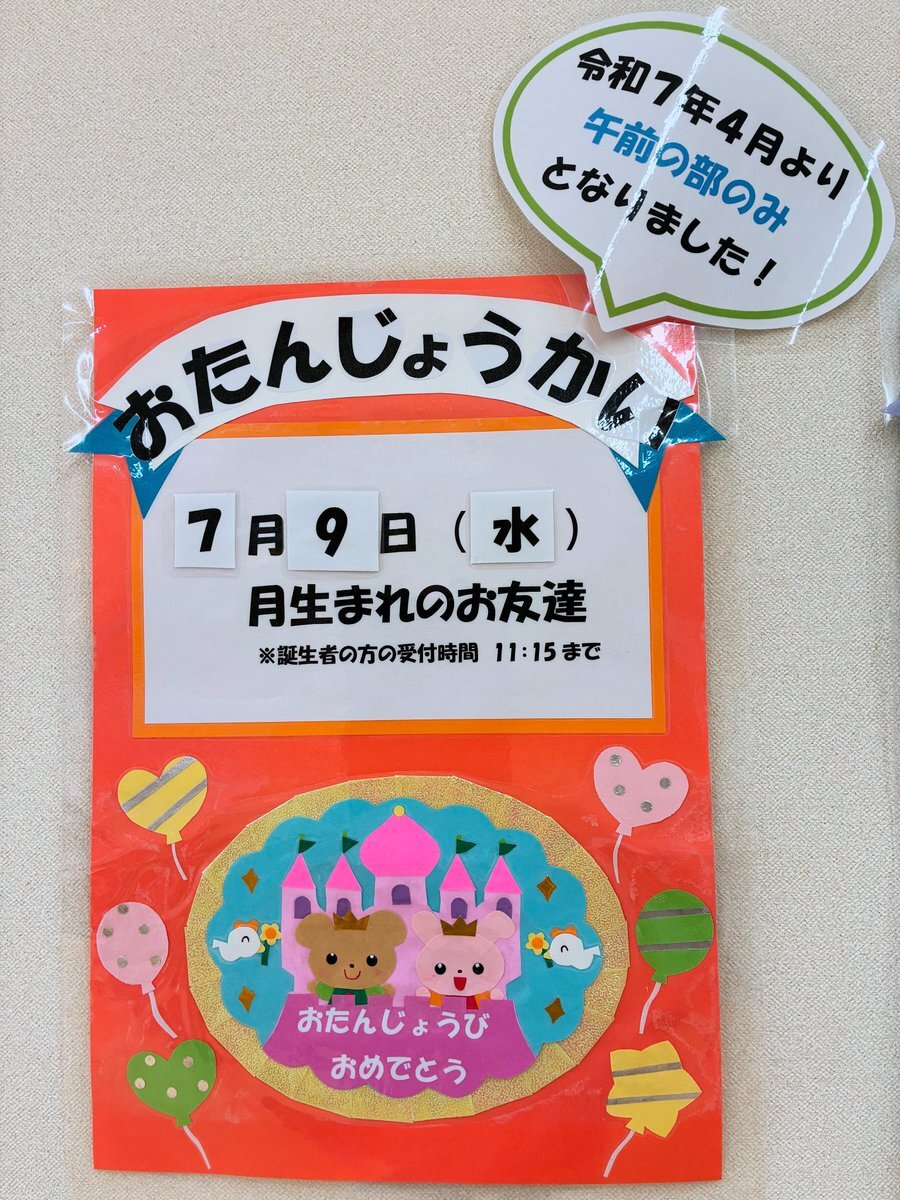 令和7年4月より
午前の部のみ
となりました！
おたんじょうかい
7月9日（水）
月生まれのお友達
※誕生者の方の受付時間 11：15まで
おたんじょうび
おめでとう